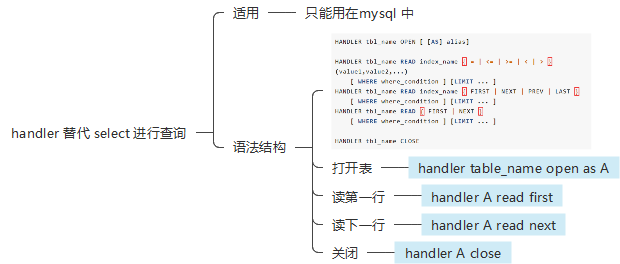 handler 替代 select 进行查询
适用
只能用在mysql 中
语法结构
HANDLER tbl_name OPEN [ [AS] alias]
HANDLER tbl_name READ index_name { = | <= | >= | < | > }
(value1,value2,...)
[ WHERE where_condition ] [LIMIT ... ]
HANDLER tbl_name READ index_name { FIRST | NEXT | PREV | LAST }
[ WHERE where_condition ] [LIMIT ... ]
HANDLER tbl_name READ { FIRST | NEXT }
[ WHERE where_condition ] [LIMIT ... ]
HANDLER tbl_name CLOSE
打开表
handler table_name open as A
读第一行
handler A read first
读下一行
handler A read next
关闭
handler A close